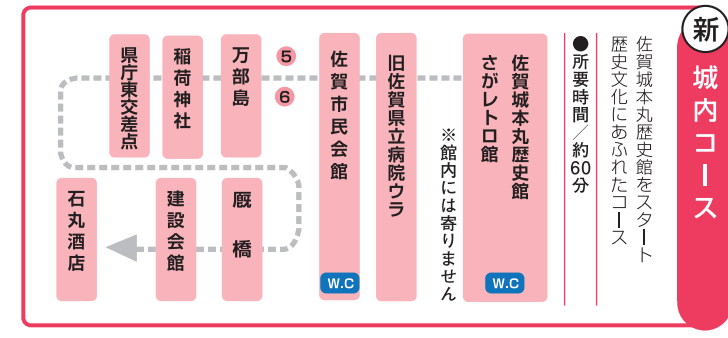 新
城内コース
佐賀城本丸歴史館をスタート
歴史文化にあふれたコース
●所要時間／約60分
佐賀城本丸歴史館
さがレトロ館
W.C
※館内には寄りません
旧佐賀県立病院ウラ
佐賀市民会館
W.C
5
6
万部島
稲荷神社
県庁東交差点
厩橋
建設会館
石丸酒店